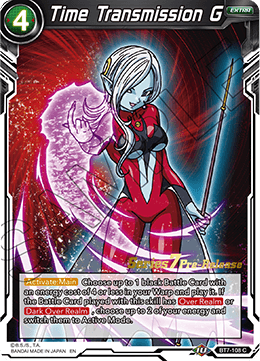 4
Time Transmission G
EXTRA
Series 7 Pre-Release
Activate:Main Choose up to 1 black Battle Card with
an energy cost of 4 or less in your Warp and play it. If
the Battle Card played with this skill has Over Realm or
Dark Over Realm, choose up to 2 of your energy and
switch them to Active Mode.
BANDAI MADE IN JAPAN EN
BT7-108 C